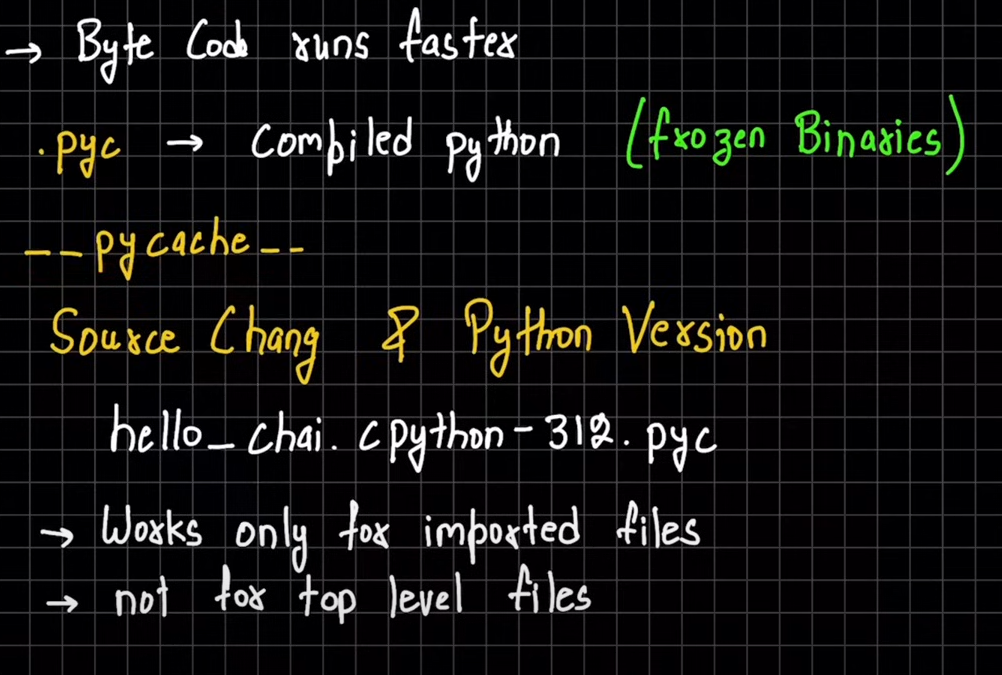 → Byte Code runs faster
.pyc → Compiled python (frozen Binaries)
__pycache__
Source Chang & Python Version
hello_chai.cpython-312.pyc
→ Works only for imported files
→ not for top level files